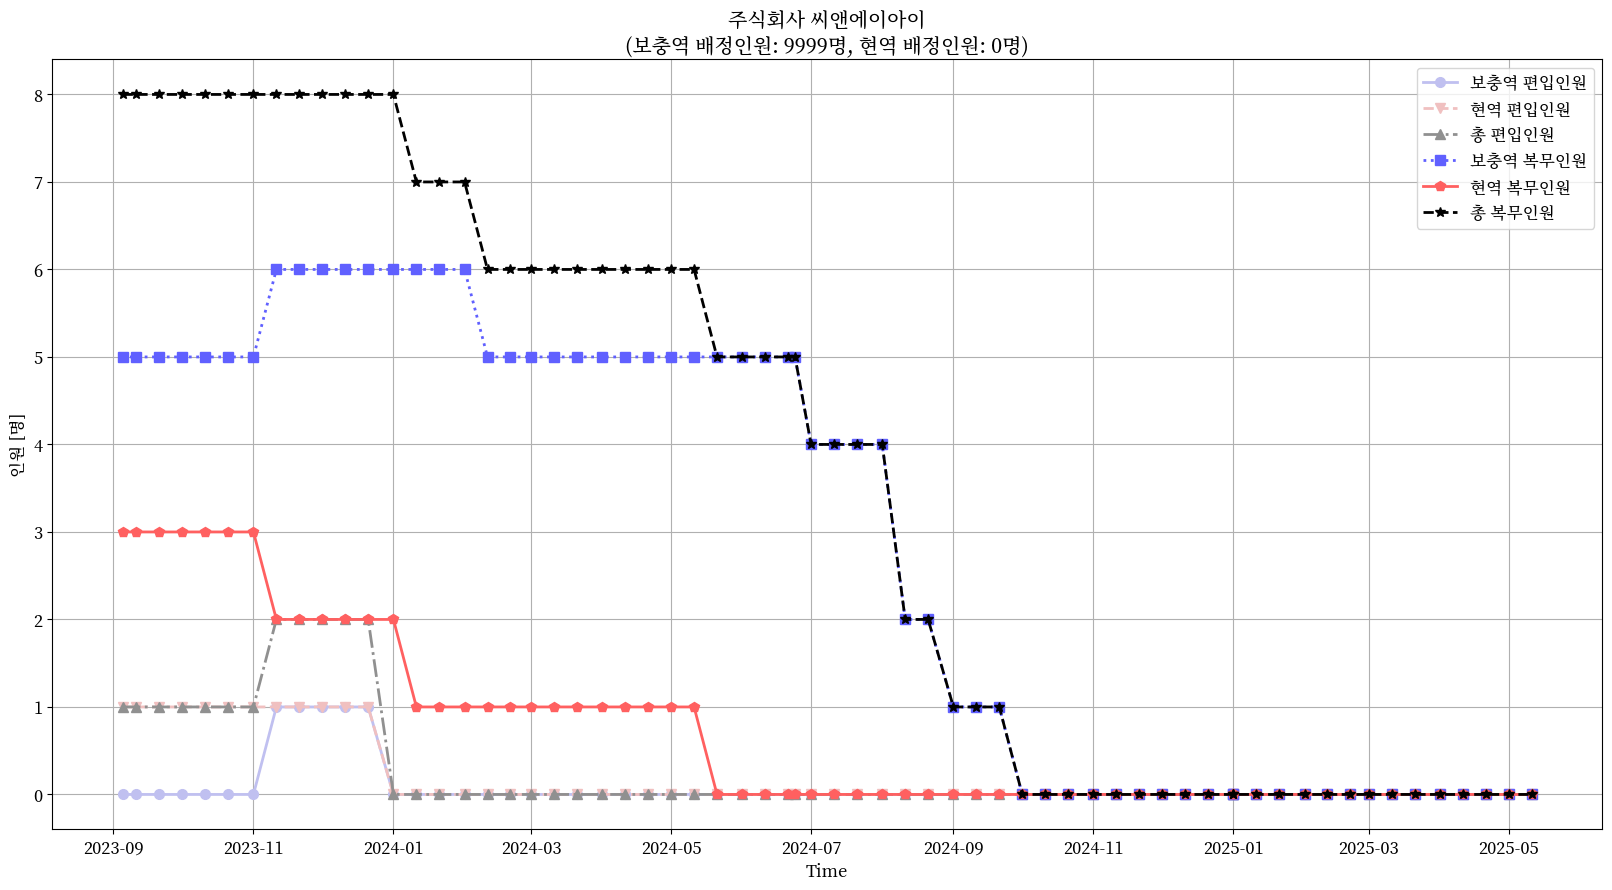 주식회사 씨앤에이아이
(보충역 배정인원: 9999명, 현역 배정인원: 0명)
보충역 편입인원
현역 편입인원
총 편입인원
보충역 복무인원
현역 복무인원
총 복무인원
인원 [명]
8
7
6
5
4
3
2
1
0
2023-09 2023-11 2024-01 2024-03 2024-05 2024-07 2024-09 2024-11 2025-01 2025-03 2025-05
Time